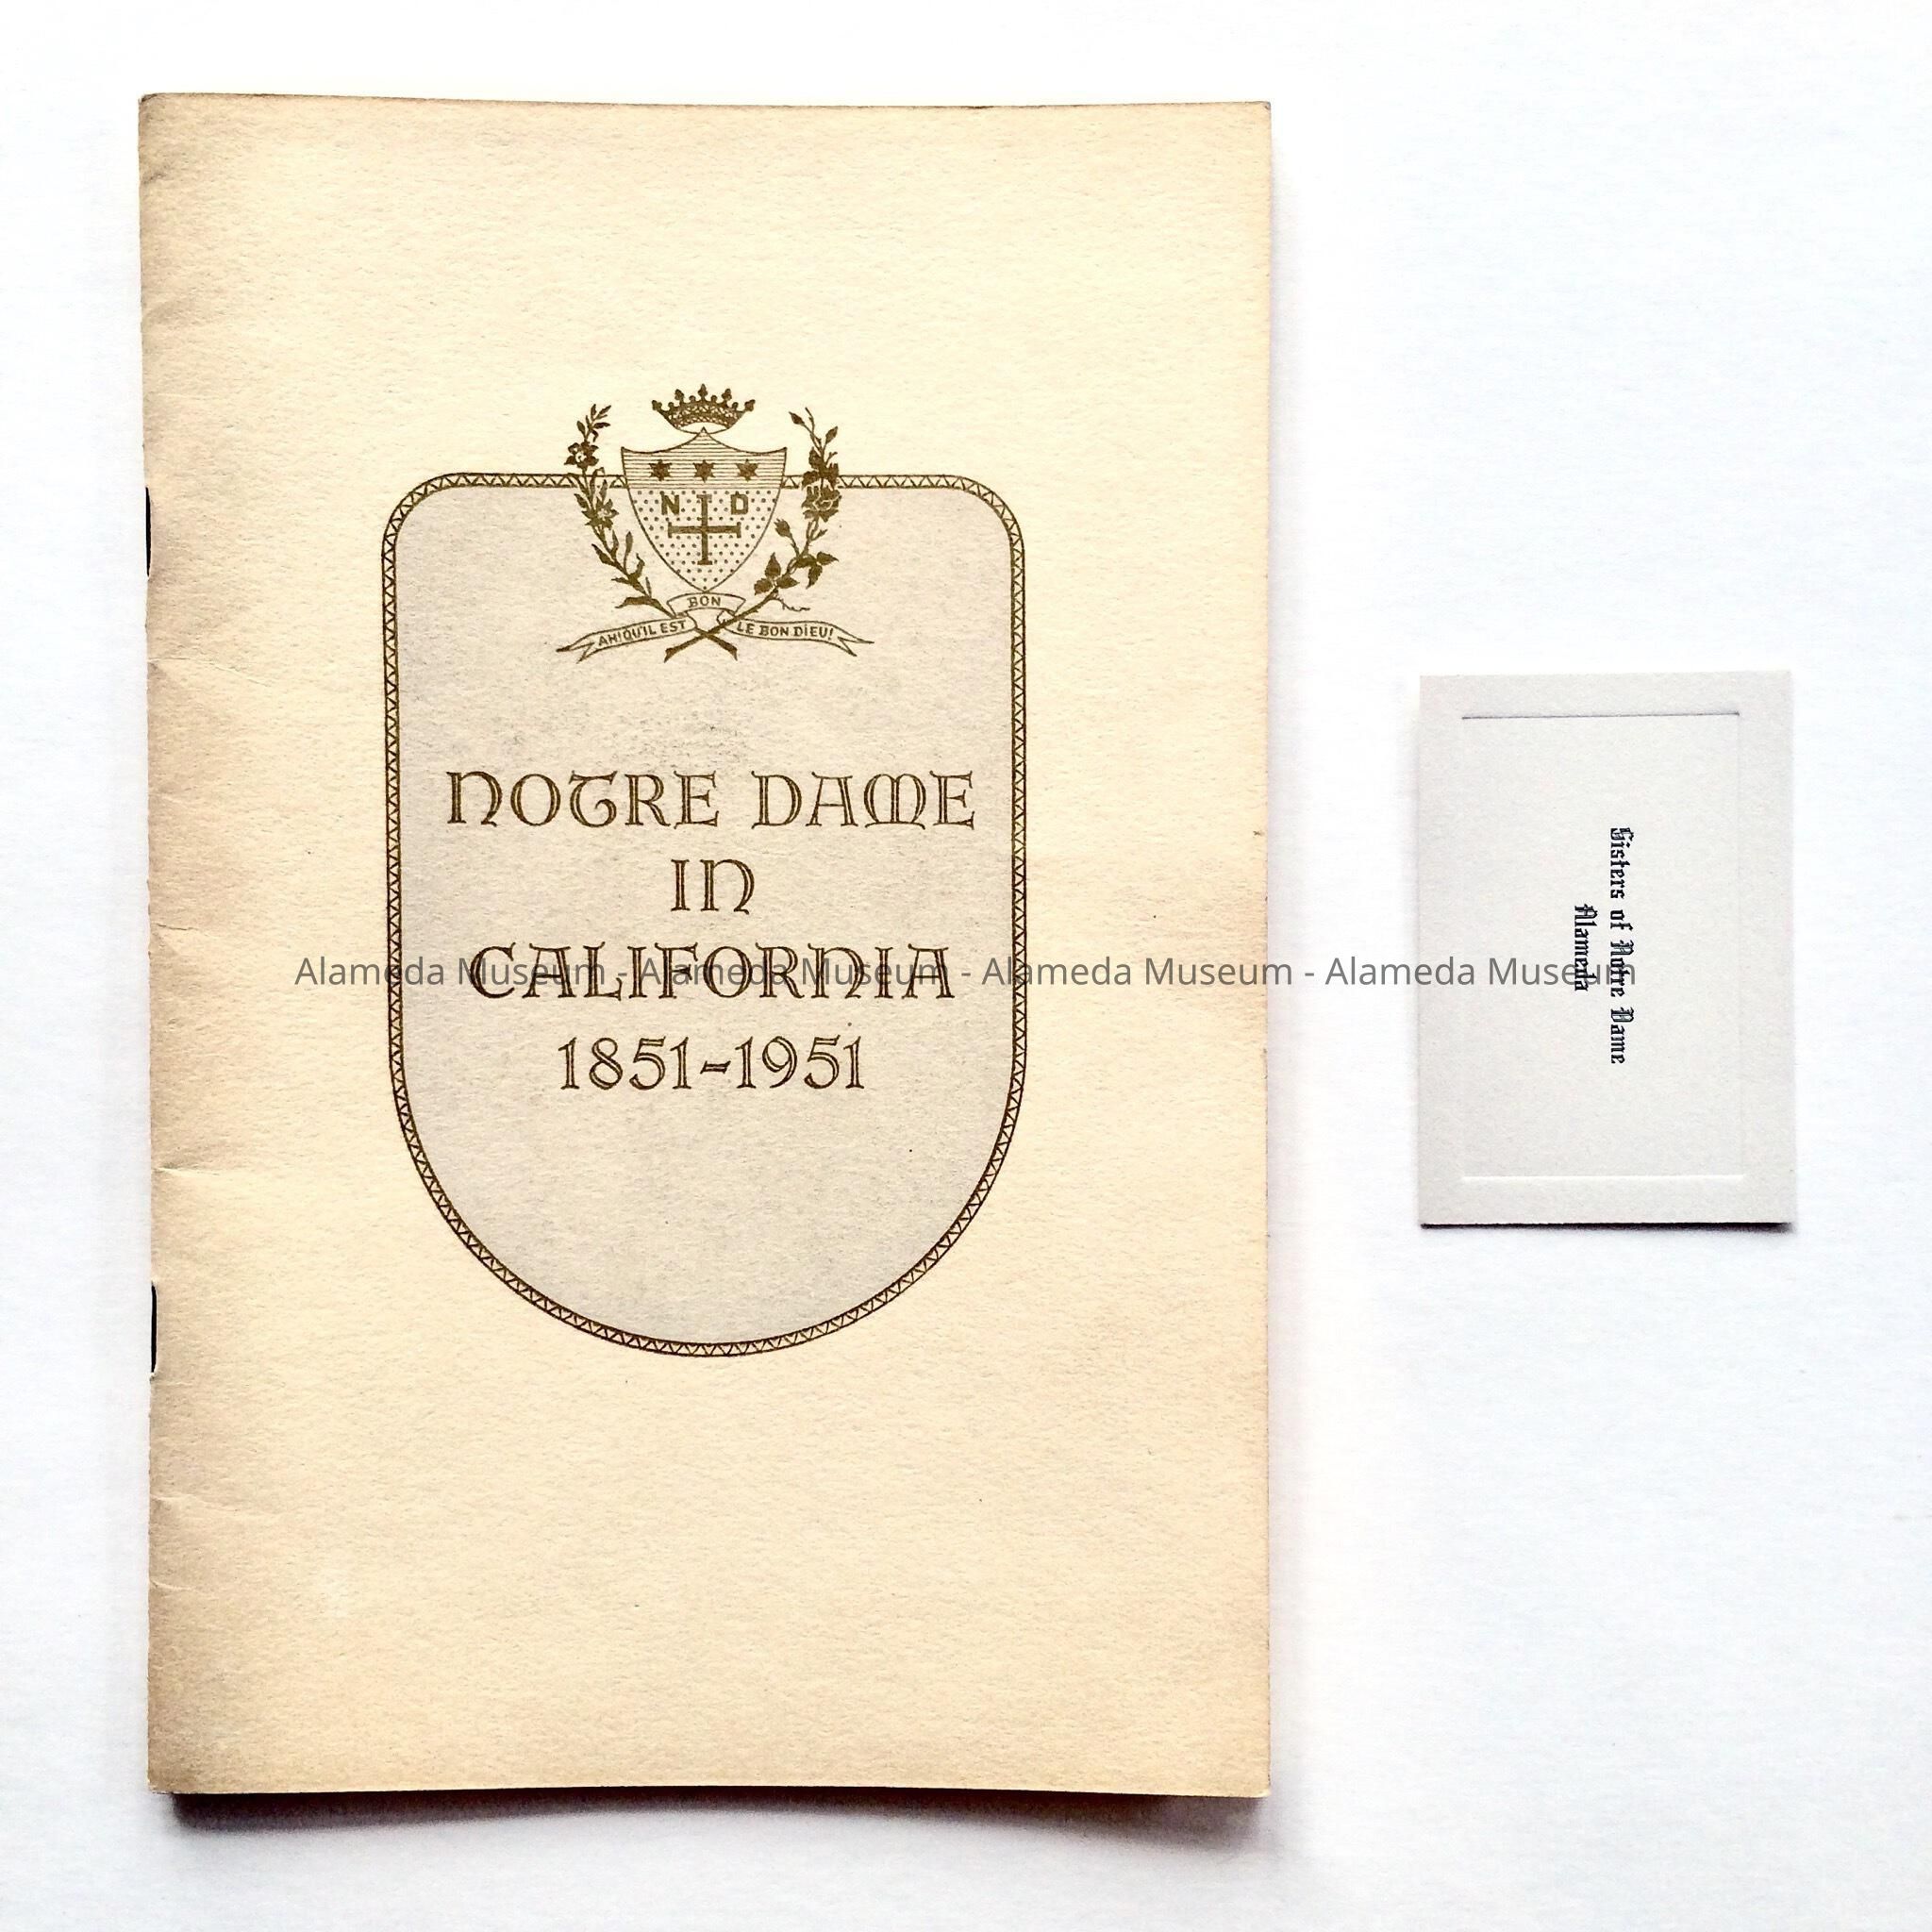 N D
BON
AH! QU'IL EST LE BON DIEU!
NOTRE DAME
IN
CALIFORNIA
1851-1951
Sisters of Notre Dame
Alameda
Alameda Museum - Alameda Museum - Alameda Museum - Alameda Museum